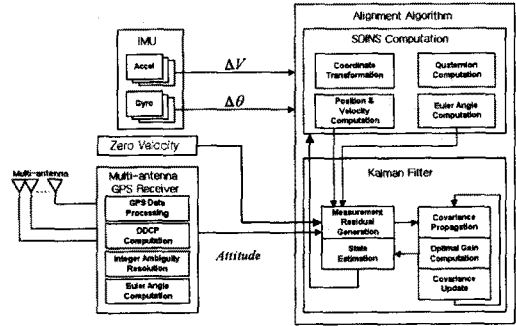 Alignment Algorithm
IMU
Accel
Gyro
ΔV
Δθ
SDINS Computation
Coordinate
Transformation
Quaternion
Computation
Position &
Velocity
Computation
Euler Angle
Computation
Zero Velocity
Multi-antenna
Multi-antenna
GPS Receiver
GPS Data
Processing
DDCP
Computation
Integer Ambiguity
Resolution
Euler Angle
Computation
Attitude
Kalman Filter
Measurement
Residual
Generation
State
Estimation
Covariance
Propagation
Optimal Gain
Computation
Covariance
Update